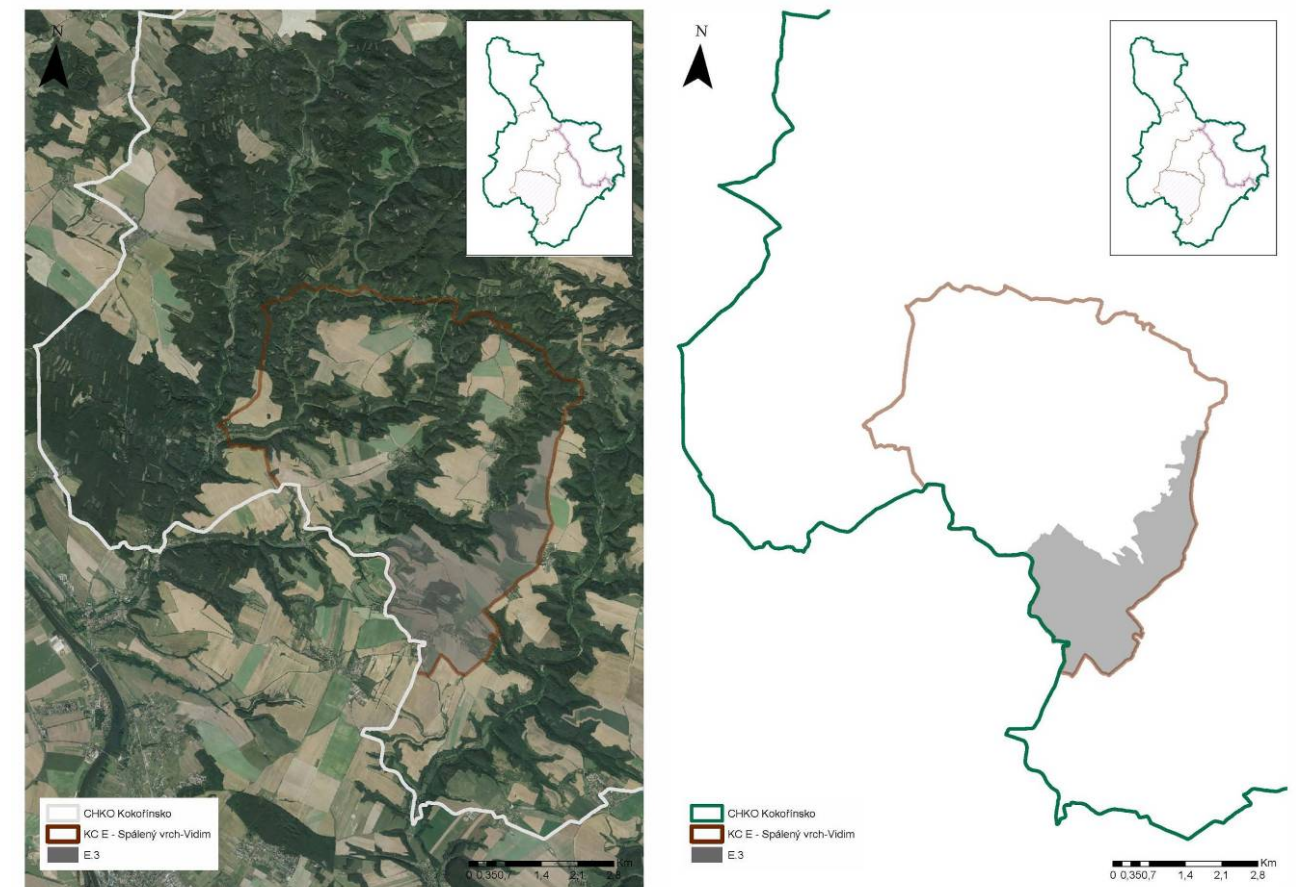 N
CHKO Kokořínsko
KC E - Spálený vrch-Vidim
E.3
Km
0 0,350,7 1,4 2,1 2,8
N
CHKO Kokořínsko
KC E - Spálený vrch-Vidim
E.3
Km
0 0,350,7 1,4 2,1 2,8